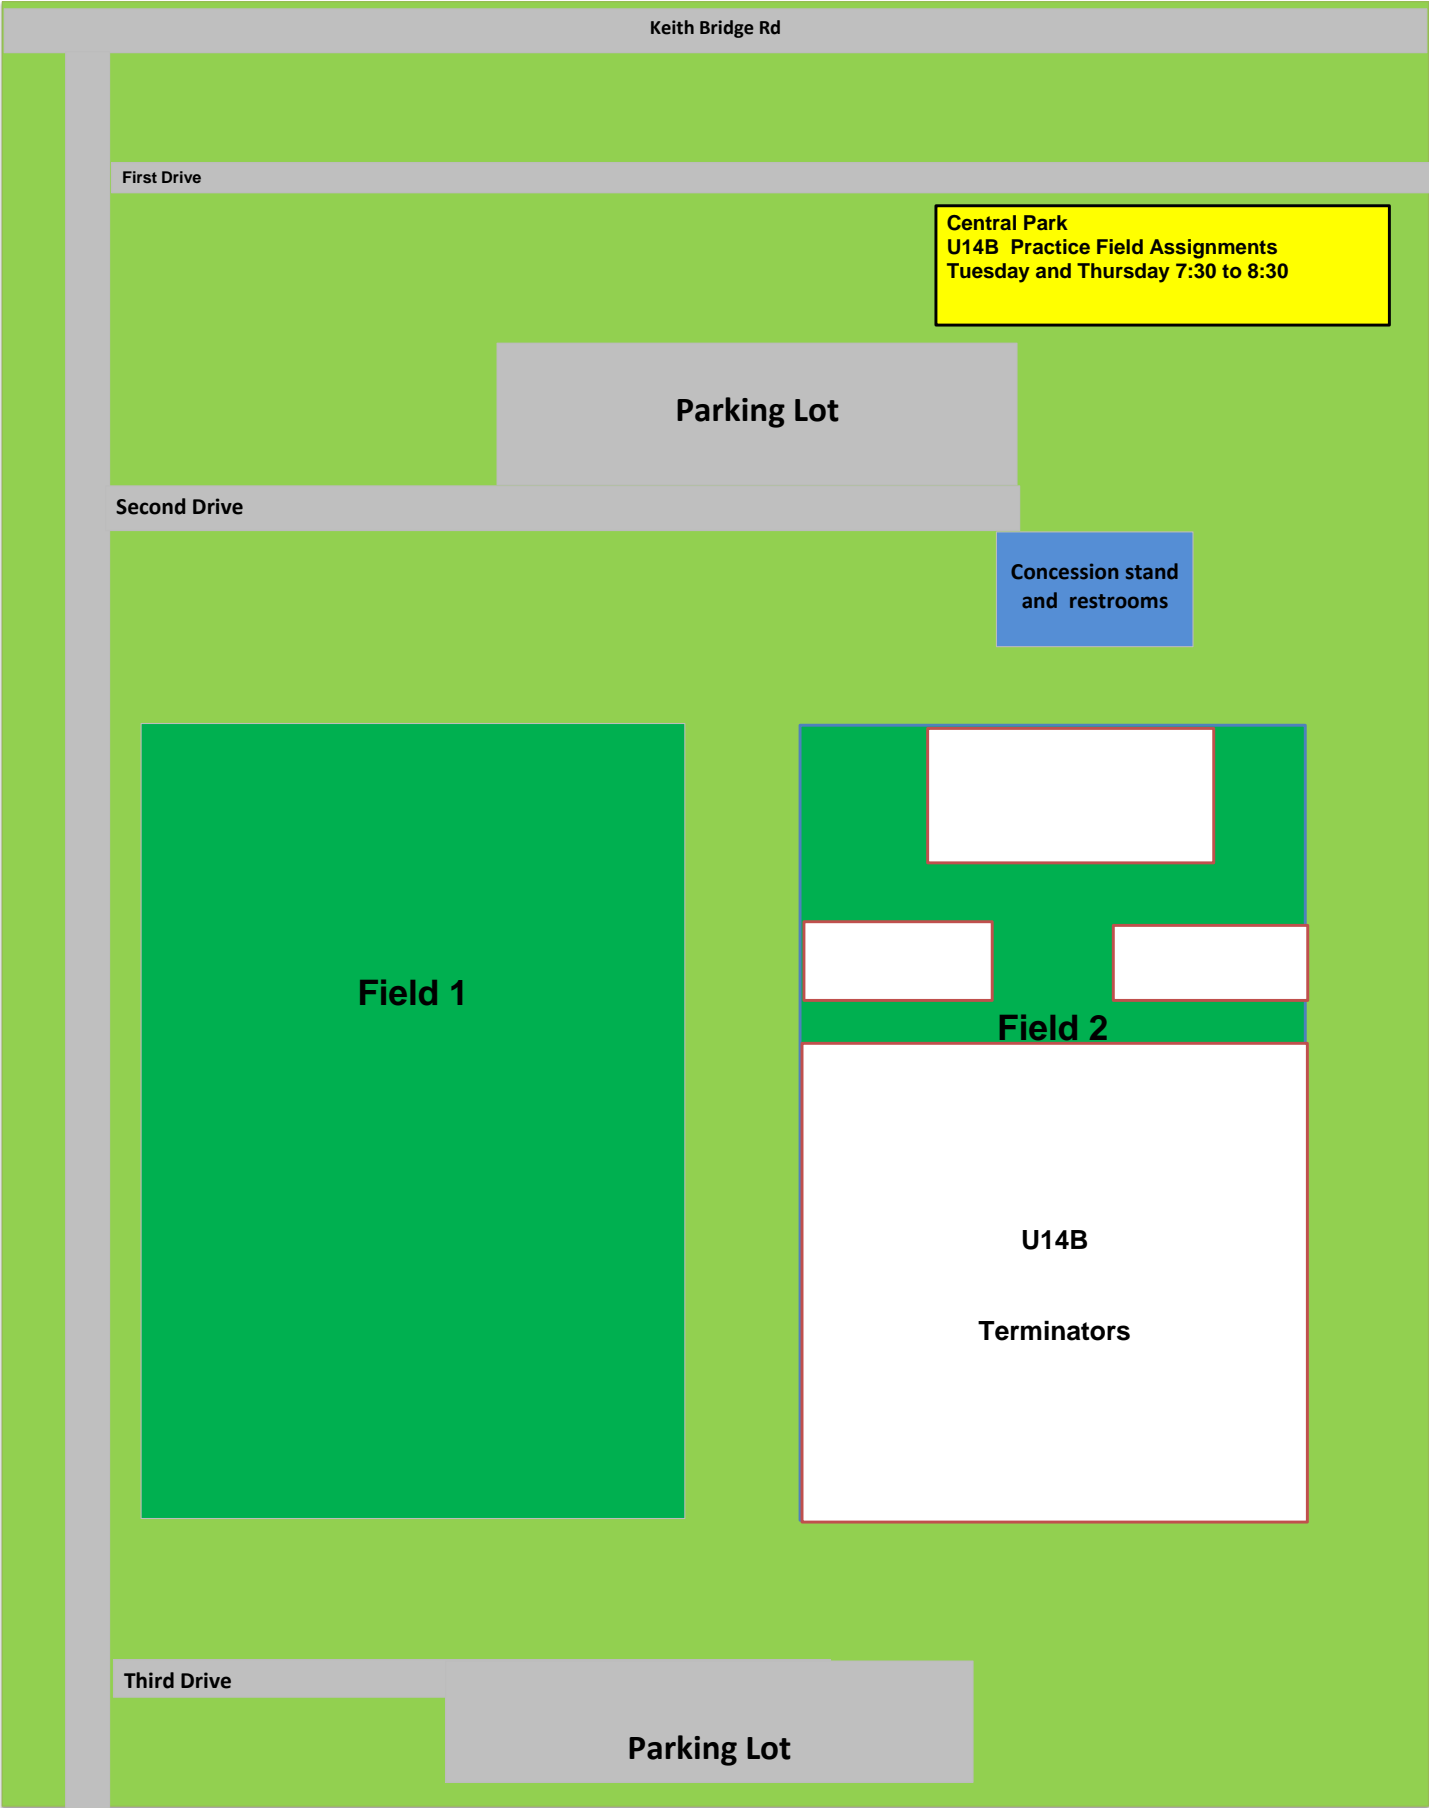 Keith Bridge Rd
First Drive
Central Park
U14B  Practice Field Assignments
Tuesday and Thursday 7:30 to 8:30
Parking Lot
Second Drive
Concession stand
and  restrooms
Field 1
Field 2
U14B
Terminators
Third Drive
Parking Lot